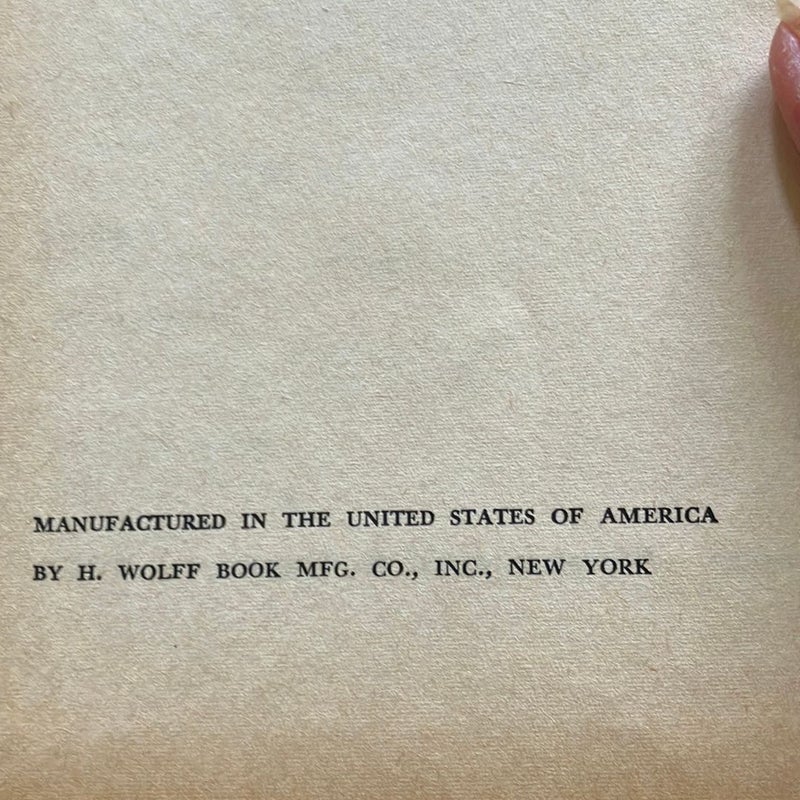 MANUFACTURED IN THE UNITED STATES OF AMERICA
BY H. WOLFF BOOK MFG. CO., INC., NEW YORK